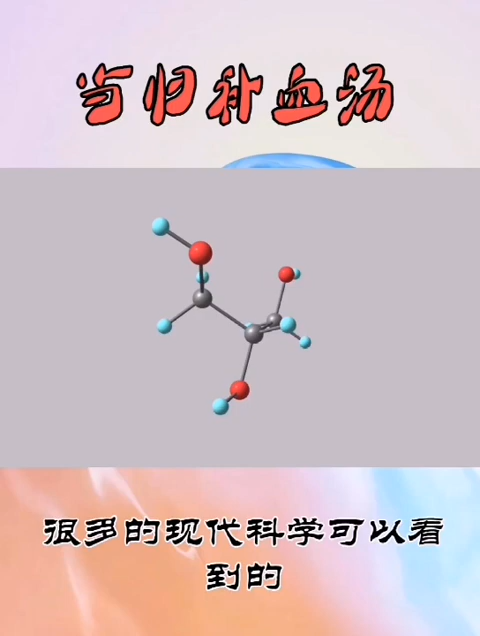 当归补血汤
很多的现代科学可以看
到的